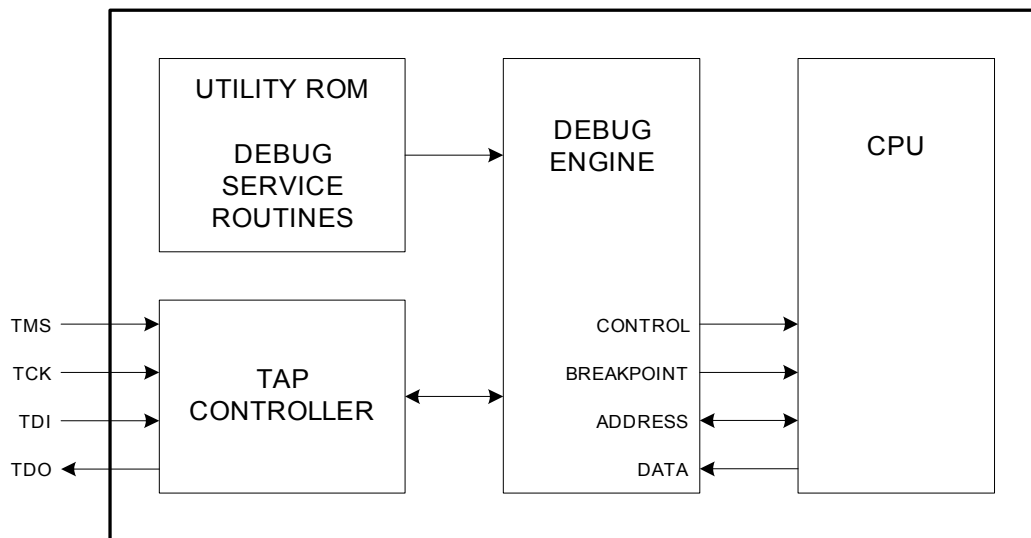 UTILITY ROM
DEBUG
SERVICE
ROUTINES
DEBUG
ENGINE
CPU
TMS
TCK
TDI
TDO
TAP
CONTROLLER
CONTROL
BREAKPOINT
ADDRESS
DATA